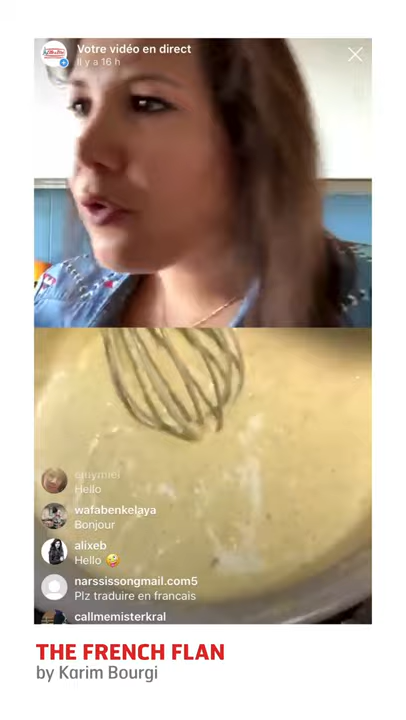 Votre vidéo en direct
Il y a 16 h
emymiel
Hello
wafabenkelaya
Bonjour
alixeb
Hello 🤪
narssissongmail.com5
Plz traduire en francais
callmemisterkral
THE FRENCH FLAN
by Karim Bourgi